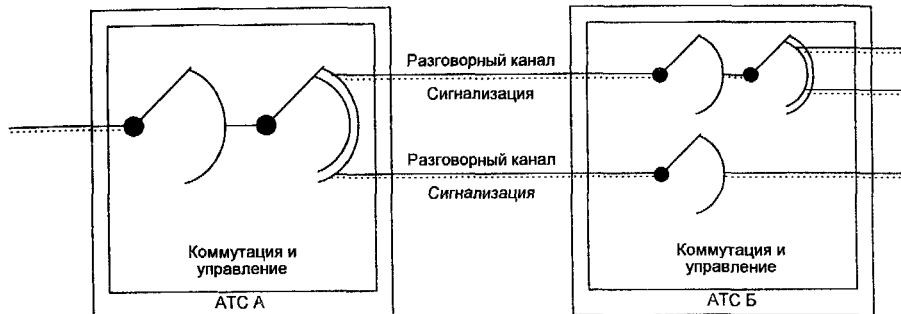 Разговорный канал
Сигнализация
Разговорный канал
Сигнализация
Коммутация и
управление
АТС А
Коммутация и
управление
АТС Б